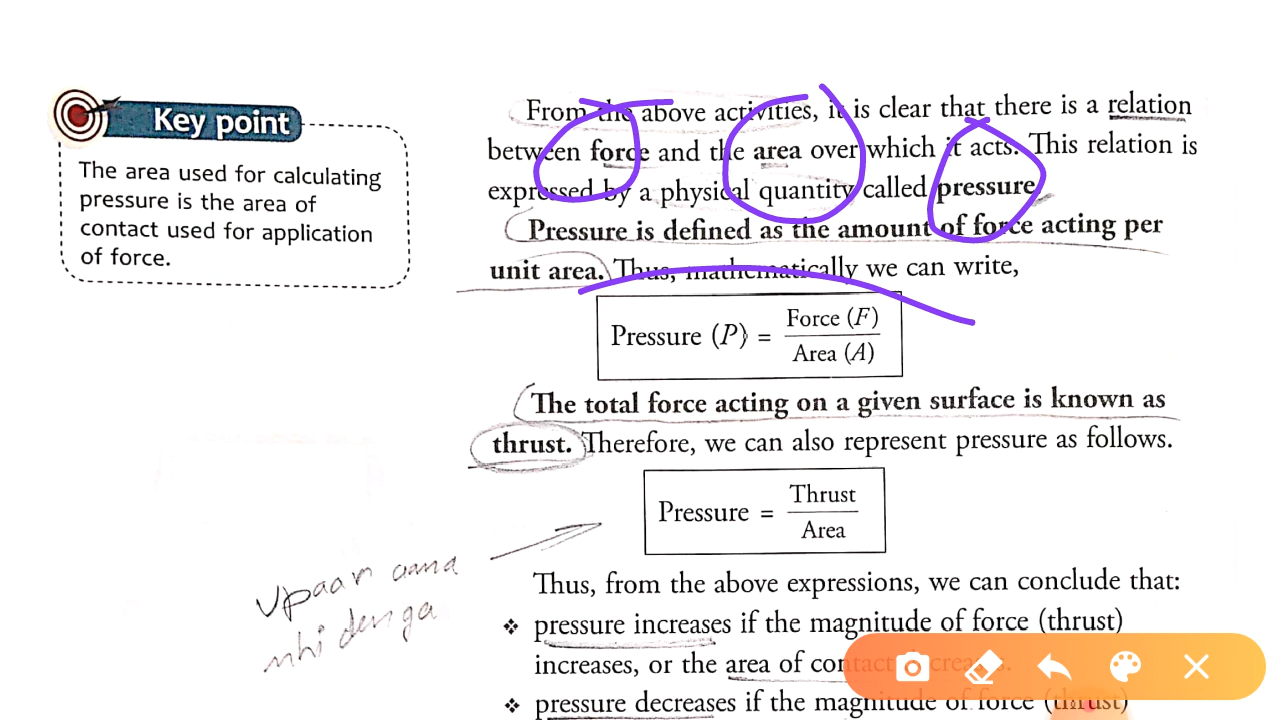 Key point
The area used for calculating
pressure is the area of
contact used for application
of force.
From the above activities, it is clear that there is a relation
between force and the area over which it acts. This relation is
expressed by a physical quantity called pressure.
Pressure is defined as the amount of force acting per
unit area. Thus, mathematically we can write,
Pressure (P) = Force (F)
Area (A)
The total force acting on a given surface is known as
thrust. Therefore, we can also represent pressure as follows.
Pressure = Thrust
Area
Upaar aana
nhi denga
Thus, from the above expressions, we can conclude that:
❖ pressure increases if the magnitude of force (thrust)
increases, or the area of contact decreases.
❖ pressure decreases if the magnitude of force (thrust)